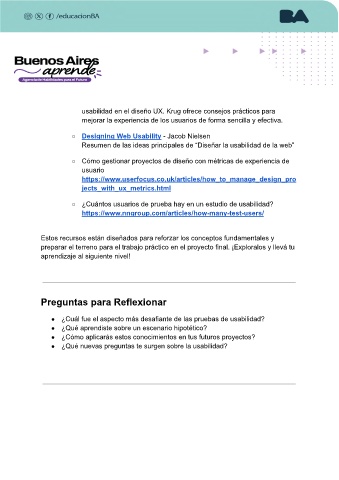 /educacionBA
BA
Buenos Aires
aprende
Agencia de Habilidades para el Futuro
usabilidad en el diseño UX. Krug ofrece consejos prácticos para
mejorar la experiencia de los usuarios de forma sencilla y efectiva.
○ Designing Web Usability - Jacob Nielsen
Resumen de las ideas principales de “Diseñar la usabilidad de la web”
○ Cómo gestionar proyectos de diseño con métricas de experiencia de
usuario
https://www.userfocus.co.uk/articles/how_to_manage_design_pro
jects_with_ux_metrics.html
○ ¿Cuántos usuarios de prueba hay en un estudio de usabilidad?
https://www.nngroup.com/articles/how-many-test-users/
Estos recursos están diseñados para reforzar los conceptos fundamentales y
preparar el terreno para el trabajo práctico en el proyecto final. ¡Exploralos y llevá tu
aprendizaje al siguiente nivel!
Preguntas para Reflexionar
● ¿Cuál fue el aspecto más desafiante de las pruebas de usabilidad?
● ¿Qué aprendiste sobre un escenario hipotético?
● ¿Cómo aplicarás estos conocimientos en tus futuros proyectos?
● ¿Qué nuevas preguntas te surgen sobre la usabilidad?